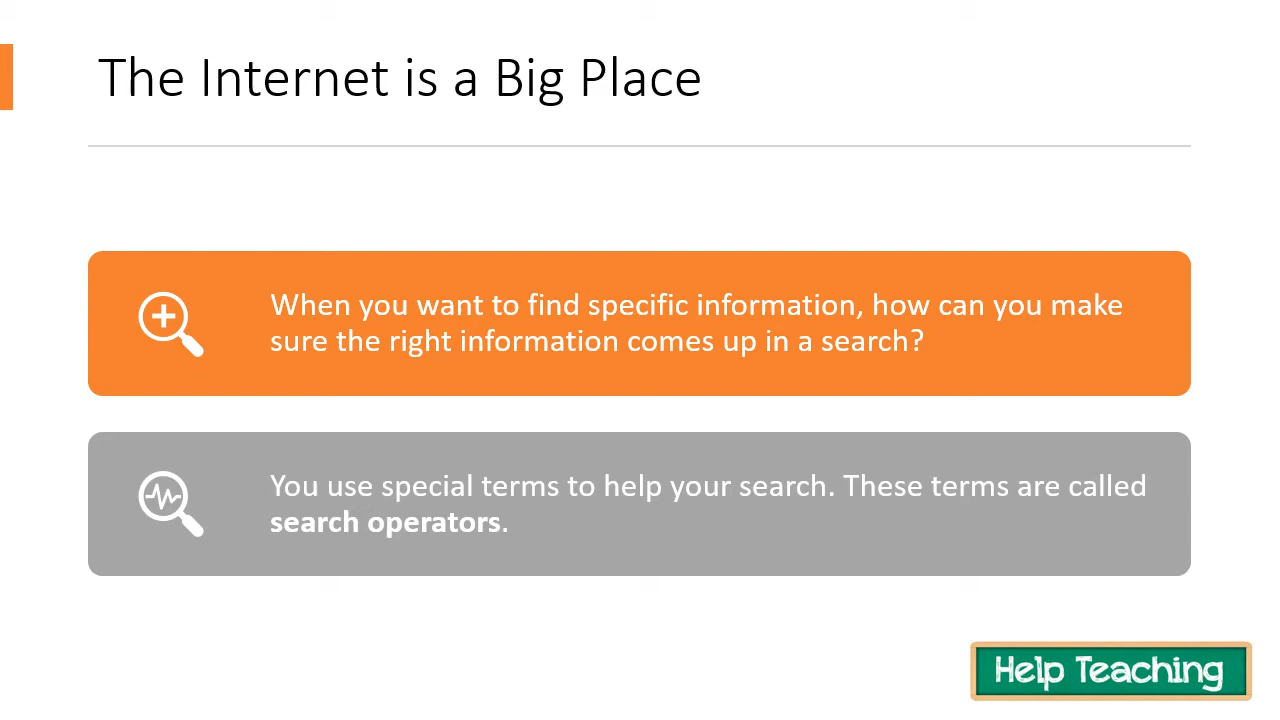 The Internet is a Big Place
When you want to find specific information, how can you make
sure the right information comes up in a search?
You use special terms to help your search. These terms are called
search operators.
Help Teaching